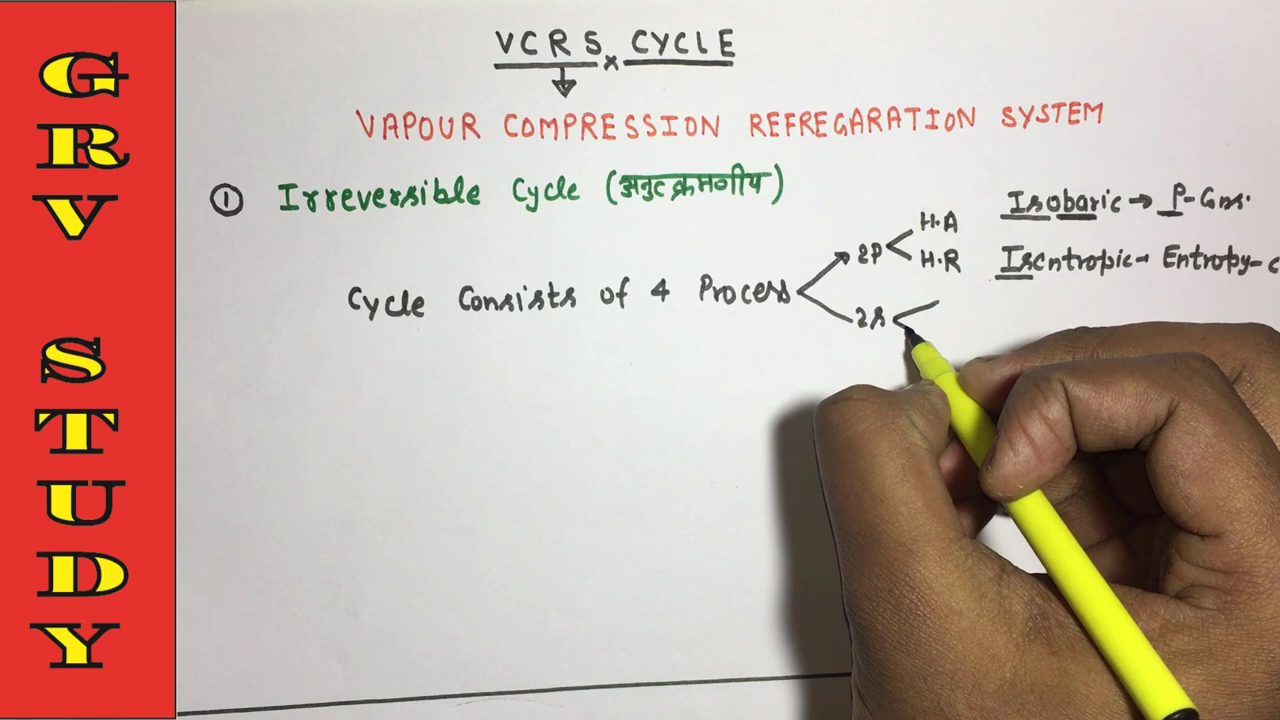 GRV STUDY
VCRS CYCLE
VAPOUR COMPRESSION REFREGARATION SYSTEM
① Irreversible Cycle (अनुत्क्रमणीय)
Isobaric → P-Cons.
H.A
2P
H.R
Isentropic → Entropy-c
Cycle Consists of 4 Process
2s